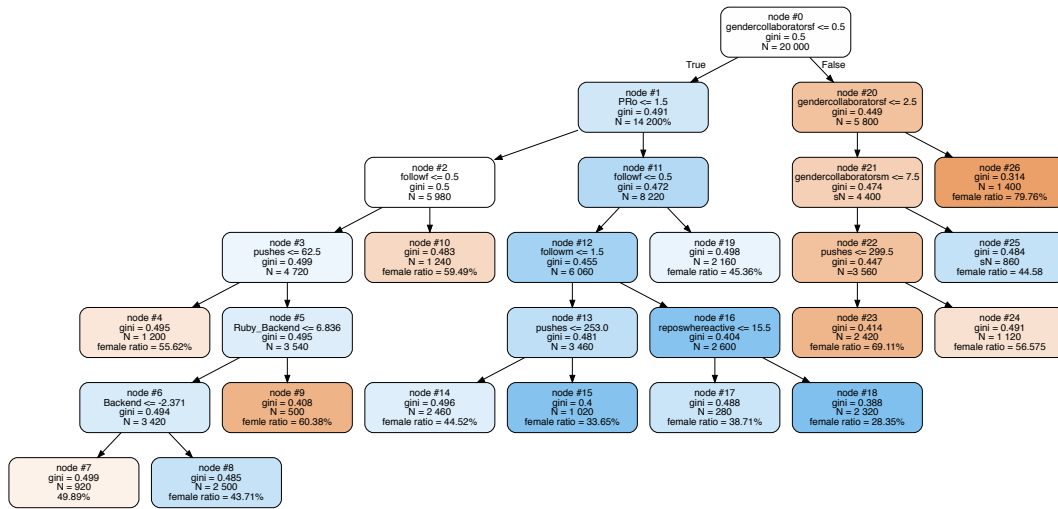 node #0
gendercollaboratorsf <= 0.5
gini = 0.5
N = 20 000
True
False
node #1
PRo <= 1.5
gini = 0.491
N = 14 200%
node #20
gendercollaboratorsf <= 2.5
gini = 0.449
N = 5 800
node #2
followf <= 0.5
gini = 0.5
N = 5 980
node #11
followf <= 0.5
gini = 0.472
N = 8 220
node #21
gendercollaboratorsm <= 7.5
gini = 0.474
sN = 4 400
node #26
gini = 0.314
N = 1 400
female ratio = 79.76%
node #3
pushes <= 62.5
gini = 0.499
N = 4 720
node #10
gini = 0.483
N = 1 240
female ratio = 59.49%
node #12
followm <= 1.5
gini = 0.455
N = 6 060
node #19
gini = 0.498
N = 2 160
female ratio = 45.36%
node #22
pushes <= 299.5
gini = 0.447
N =3 560
node #25
gini = 0.484
sN = 860
female ratio = 44.58
node #4
gini = 0.495
N = 1 200
female ratio = 55.62%
node #5
Ruby_Backend <= 6.836
gini = 0.495
N = 3 540
node #13
pushes <= 253.0
gini = 0.481
N = 3 460
node #16
reposwhereactive <= 15.5
gini = 0.404
N = 2 600
node #23
gini = 0.414
N = 2 420
female ratio = 69.11%
node #24
gini = 0.491
N = 1 120
female ratio = 56.575
node #6
Backend <= -2.371
gini = 0.494
N = 3 420
node #9
gini = 0.408
N = 500
femle ratio = 60.38%
node #14
gini = 0.496
N = 2 460
female ratio = 44.52%
node #15
gini = 0.4
N = 1 020
female ratio = 33.65%
node #17
gini = 0.488
N = 280
female ratio = 38.71%
node #18
gini = 0.388
N = 2 320
female ratio = 28.35%
node #7
gini = 0.499
N = 920
49.89%
node #8
gini = 0.485
N = 2 500
female ratio = 43.71%